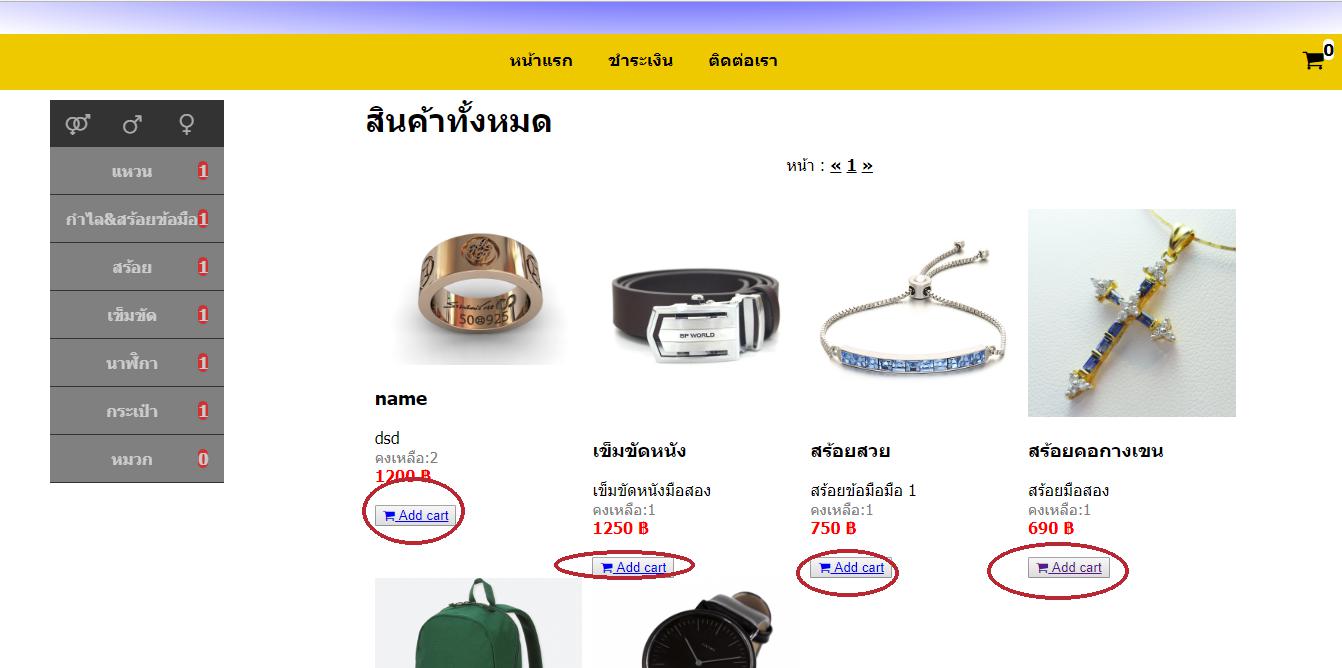 หน้าแรก ชำระเงิน ติดต่อเรา 0
แหวน 1
กำไล&สร้อยข้อมือ 1
สร้อย 1
เข็มขัด 1
นาฬิกา 1
กระเป๋า 1
หมวก 0
สินค้าทั้งหมด
หน้า : « 1 »
50 925
BP WORLD
name
dsd
คงเหลือ:2
1200 ฿
Add cart
เข็มขัดหนัง
เข็มขัดหนังมือสอง
คงเหลือ:1
1250 ฿
Add cart
สร้อยสวย
สร้อยข้อมือมือ 1
คงเหลือ:1
750 ฿
Add cart
สร้อยคอกางเขน
สร้อยมือสอง
คงเหลือ:1
690 ฿
Add cart